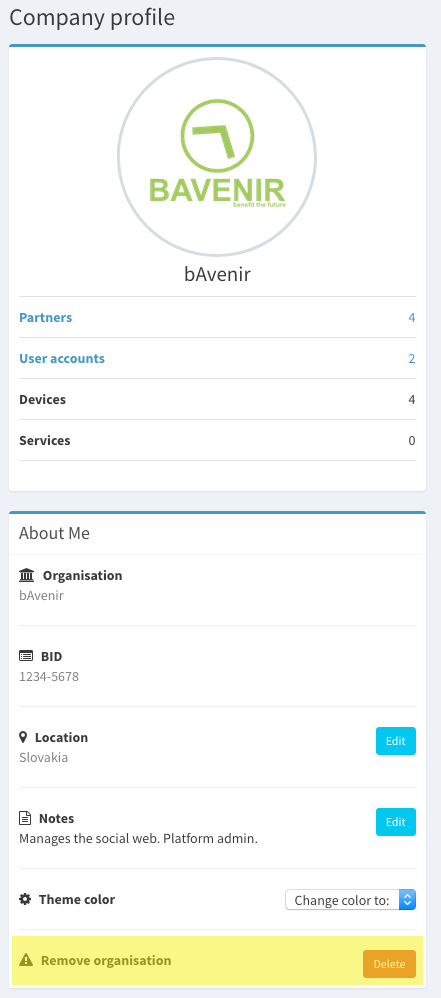 Company profile
BAVENIR
benefit the future
bAvenir
Partners 4
User accounts 2
Devices 4
Services 0
About Me
Organisation
bAvenir
BID
1234-5678
Location
Slovakia
Edit
Notes
Manages the social web. Platform admin.
Edit
Theme color Change color to:
Remove organisation Delete